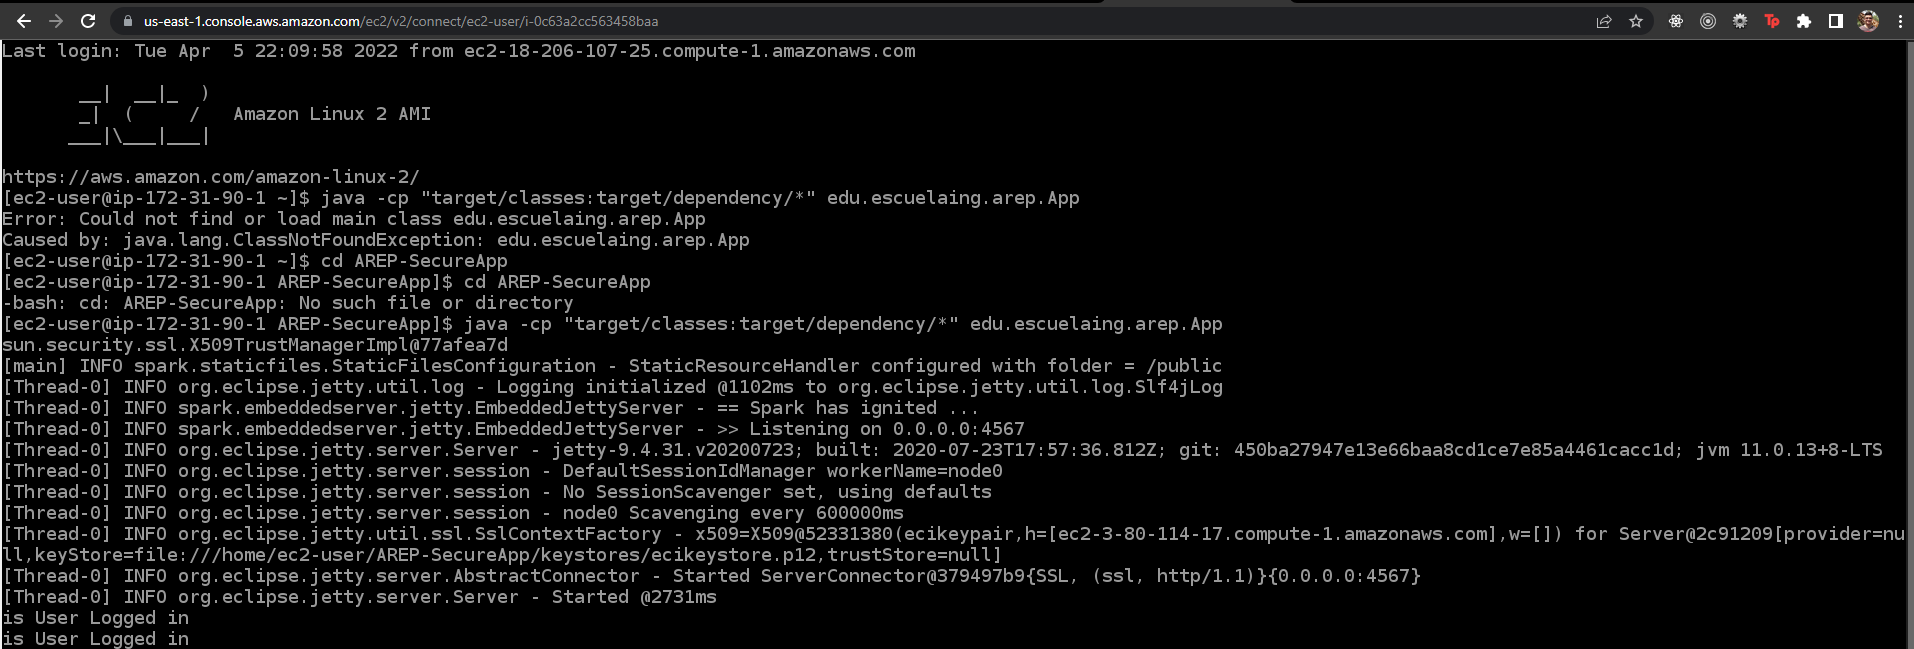 us-east-1.console.aws.amazon.com/ec2/v2/connect/ec2-user/i-0c63a2cc563458baa
Tp
Last login: Tue Apr  5 22:09:58 2022 from ec2-18-206-107-25.compute-1.amazonaws.com
       __|  __|_  )
       _|  (     /   Amazon Linux 2 AMI
      ___|\___|___|
https://aws.amazon.com/amazon-linux-2/
[ec2-user@ip-172-31-90-1 ~]$ java -cp "target/classes:target/dependency/*" edu.escuelaing.arep.App
Error: Could not find or load main class edu.escuelaing.arep.App
Caused by: java.lang.ClassNotFoundException: edu.escuelaing.arep.App
[ec2-user@ip-172-31-90-1 ~]$ cd AREP-SecureApp
[ec2-user@ip-172-31-90-1 AREP-SecureApp]$ cd AREP-SecureApp
-bash: cd: AREP-SecureApp: No such file or directory
[ec2-user@ip-172-31-90-1 AREP-SecureApp]$ java -cp "target/classes:target/dependency/*" edu.escuelaing.arep.App
sun.security.ssl.X509TrustManagerImpl@77afea7d
[main] INFO spark.staticfiles.StaticFilesConfiguration - StaticResourceHandler configured with folder = /public
[Thread-0] INFO org.eclipse.jetty.util.log - Logging initialized @1102ms to org.eclipse.jetty.util.log.Slf4jLog
[Thread-0] INFO spark.embeddedserver.jetty.EmbeddedJettyServer - == Spark has ignited ...
[Thread-0] INFO spark.embeddedserver.jetty.EmbeddedJettyServer - >> Listening on 0.0.0.0:4567
[Thread-0] INFO org.eclipse.jetty.server.Server - jetty-9.4.31.v20200723; built: 2020-07-23T17:57:36.812Z; git: 450ba27947e13e66baa8cd1ce7e85a4461cacc1d; jvm 11.0.13+8-LTS
[Thread-0] INFO org.eclipse.jetty.server.session - DefaultSessionIdManager workerName=node0
[Thread-0] INFO org.eclipse.jetty.server.session - No SessionScavenger set, using defaults
[Thread-0] INFO org.eclipse.jetty.server.session - node0 Scavenging every 600000ms
[Thread-0] INFO org.eclipse.jetty.util.ssl.SslContextFactory - x509=X509@52331380(ecikeypair,h=[ec2-3-80-114-17.compute-1.amazonaws.com],w=[]) for Server@2c91209[provider=nu
ll,keyStore=file:///home/ec2-user/AREP-SecureApp/keystores/ecikeystore.p12,trustStore=null]
[Thread-0] INFO org.eclipse.jetty.server.AbstractConnector - Started ServerConnector@379497b9{SSL, (ssl, http/1.1)}{0.0.0.0:4567}
[Thread-0] INFO org.eclipse.jetty.server.Server - Started @2731ms
is User Logged in
is User Logged in